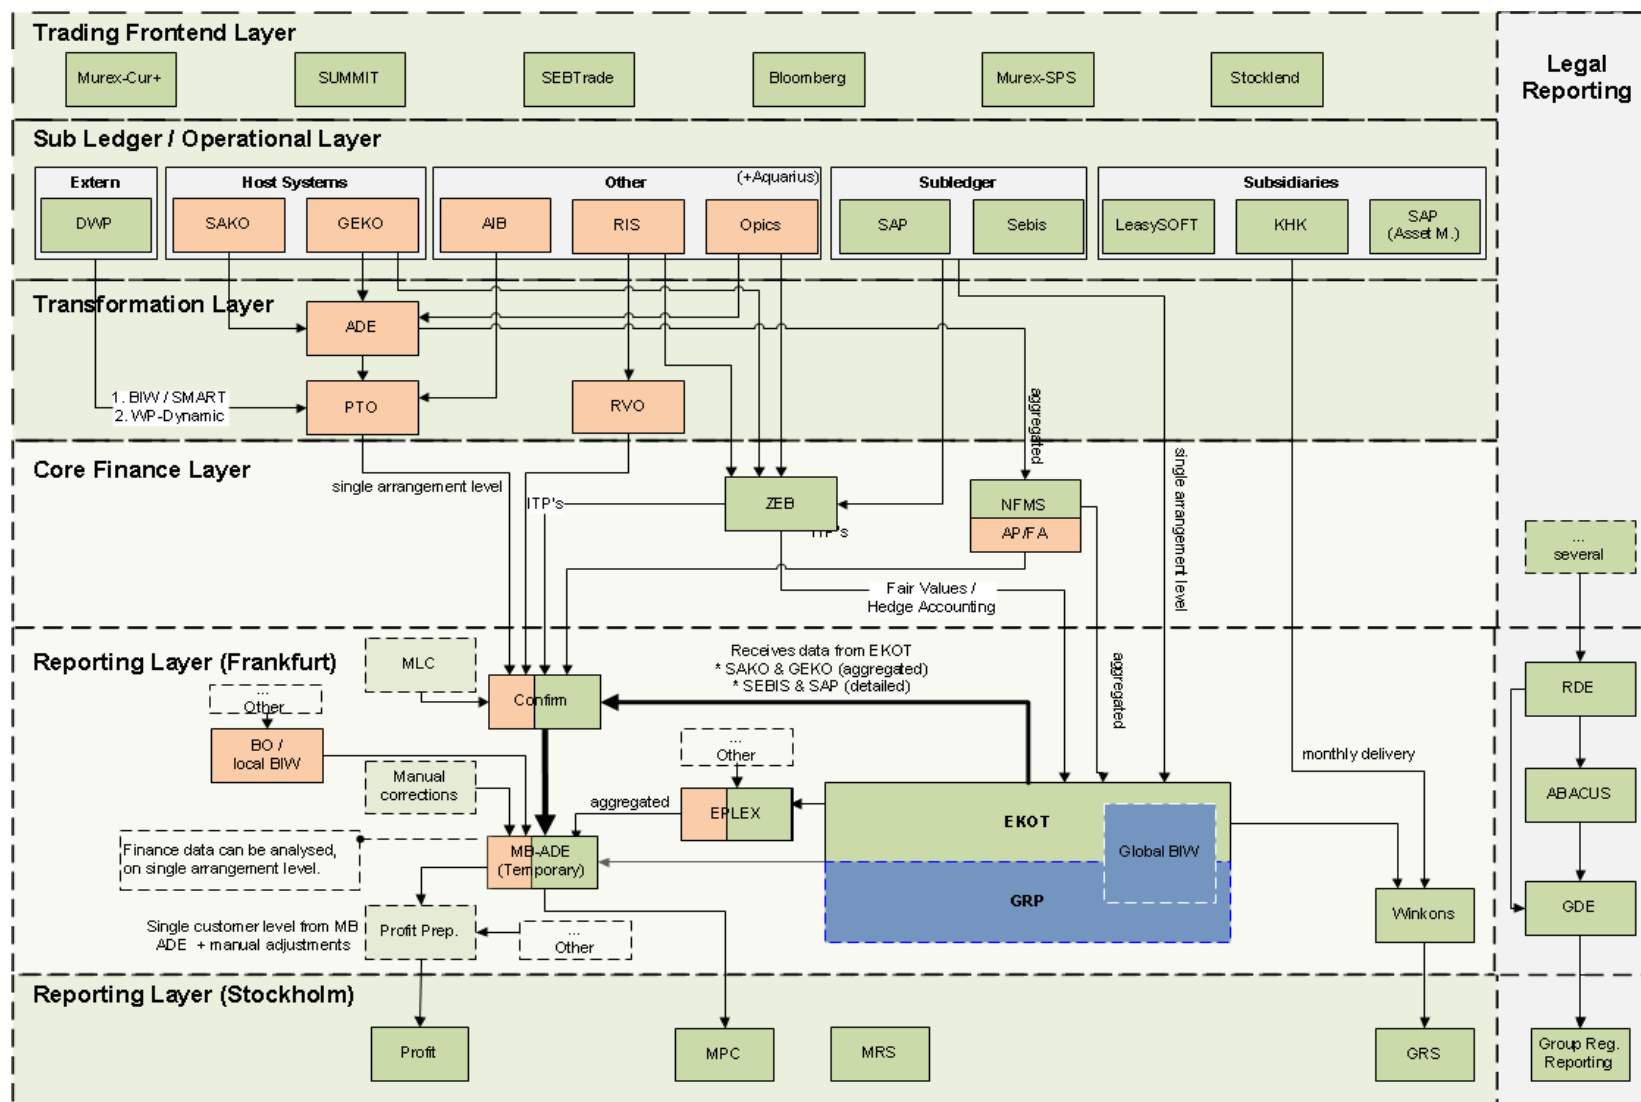 Trading Frontend Layer
Murex-Cur+
SUMMIT
SEBTrade
Bloomberg
Murex-SPS
Stocklend
Legal
Reporting
Sub Ledger / Operational Layer
Extern
Host Systems
Other
(+Aquarius)
Subledger
Subsidiaries
DWP
SAKO
GEKO
AIB
RIS
Opics
SAP
Sebis
LeasySOFT
KHK
SAP
(Asset M.)
Transformation Layer
ADE
1. BIW / SMART
2. WP-Dynamic
PTO
RVO
aggregated
Core Finance Layer
single arrangement level
ITP's
ZEB
ITP's
NFMS
AP/FA
single arrangement level
...
several
Fair Values /
Hedge Accounting
Reporting Layer (Frankfurt)
MLC
Receives data from EKOT
* SAKO & GEKO (aggregated)
* SEBIS & SAP (detailed)
aggregated
RDE
...
Other
Confirm
BO /
local BIW
...
Other
monthly delivery
Manual
corrections
aggregated
EPLEX
EKOT
Global BIW
ABACUS
Finance data can be analysed,
on single arrangement level.
MB-ADE
(Temporary)
GRP
Winkons
GDE
Single customer level from MB
ADE + manual adjustments
Profit Prep.
...
Other
Reporting Layer (Stockholm)
Profit
MPC
MRS
GRS
Group Reg.
Reporting